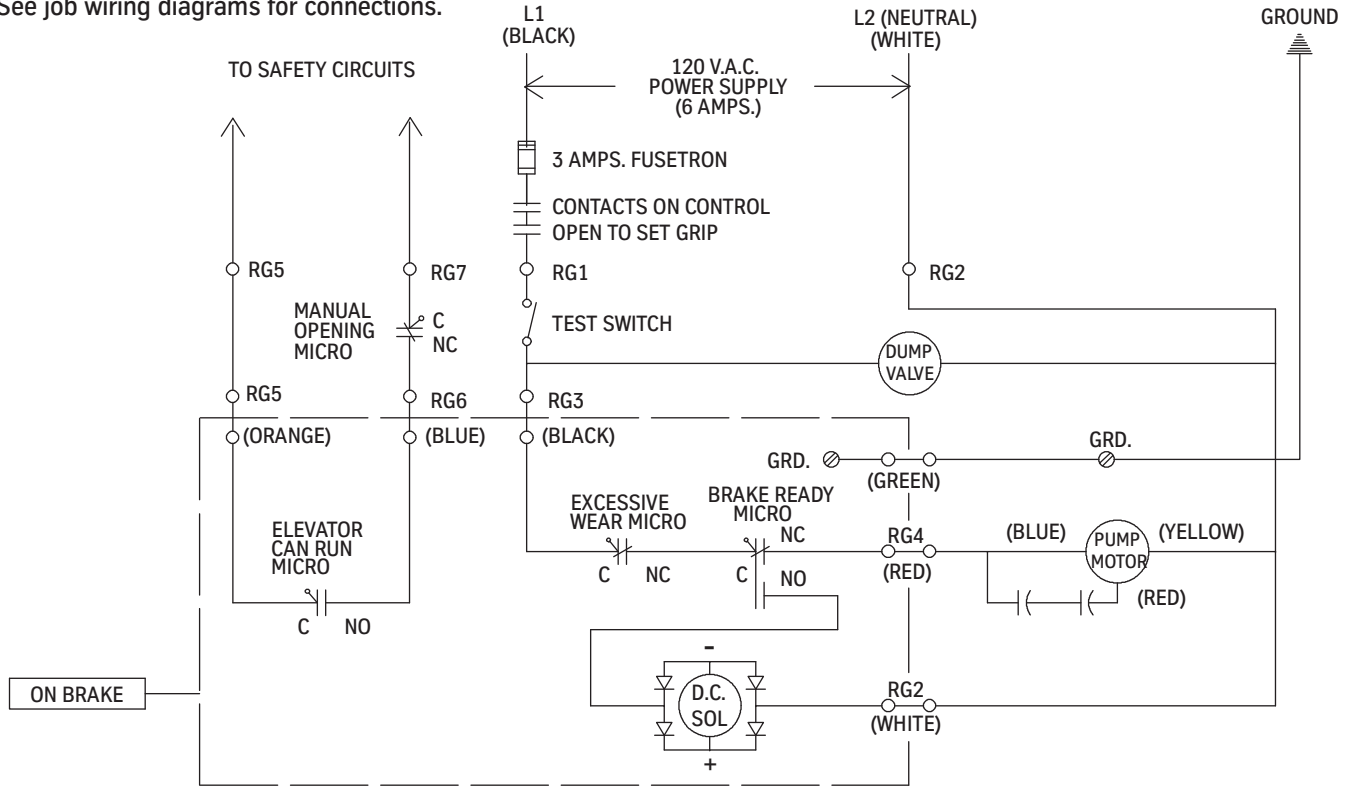 See job wiring diagrams for connections.
L1
(BLACK)
L2 (NEUTRAL)
(WHITE)
GROUND
TO SAFETY CIRCUITS
120 V.A.C.
POWER SUPPLY
(6 AMPS.)
3 AMPS. FUSETRON
CONTACTS ON CONTROL
OPEN TO SET GRIP
RG5
RG7
RG1
RG2
MANUAL
OPENING
MICRO
C
NC
TEST SWITCH
DUMP
VALVE
RG5
RG6
RG3
(ORANGE)
(BLUE)
(BLACK)
GRD.
(GREEN)
GRD.
EXCESSIVE
WEAR MICRO
C
NC
BRAKE READY
MICRO
NC
C
NO
RG4
(RED)
(BLUE)
PUMP
MOTOR
(YELLOW)
(RED)
ELEVATOR
CAN RUN
MICRO
C
NO
-
D.C.
SOL
+
RG2
(WHITE)
ON BRAKE